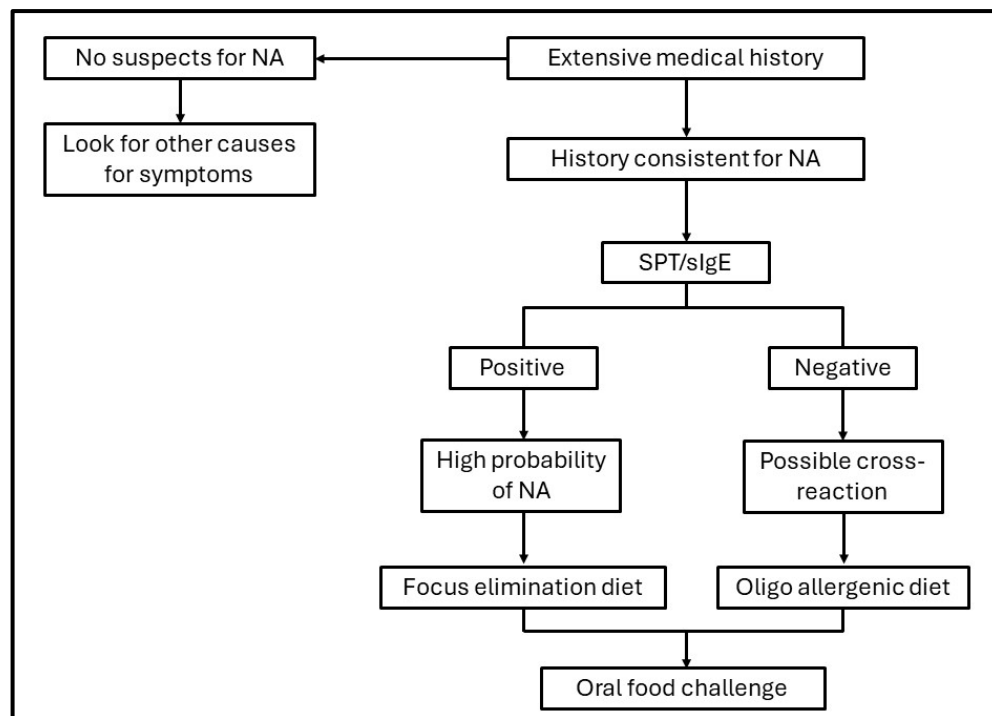 No suspects for NA
Extensive medical history
Look for other causes
for symptoms
History consistent for NA
SPT/sIgE
Positive
Negative
High probability
of NA
Possible cross-
reaction
Focus elimination diet
Oligo allergenic diet
Oral food challenge